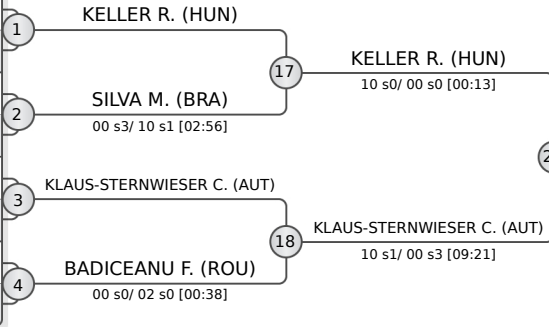 KELLER R. (HUN)
1
17
KELLER R. (HUN)
10 s0/ 00 s0 [00:13]
SILVA M. (BRA)
2
00 s3/ 10 s1 [02:56]
2
KLAUS-STERNWIESER C. (AUT)
3
18
KLAUS-STERNWIESER C. (AUT)
10 s1/ 00 s3 [09:21]
BADICEANU F. (ROU)
4
00 s0/ 02 s0 [00:38]